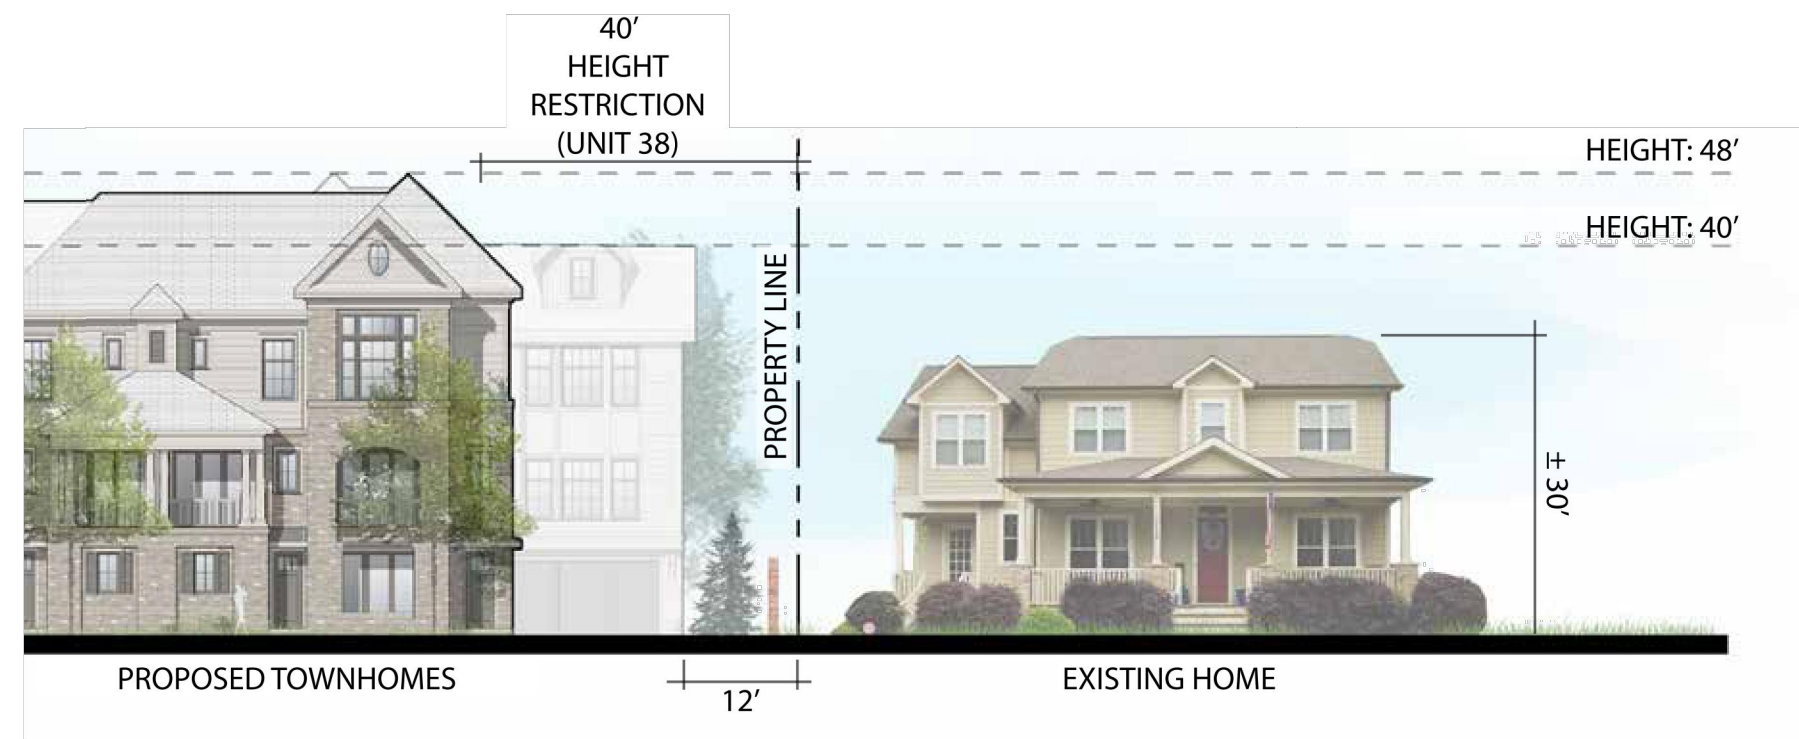 40’
HEIGHT
RESTRICTION
(UNIT 38)
HEIGHT: 48’
HEIGHT: 40’
PROPERTY LINE
± 30’
PROPOSED TOWNHOMES
EXISTING HOME
12’